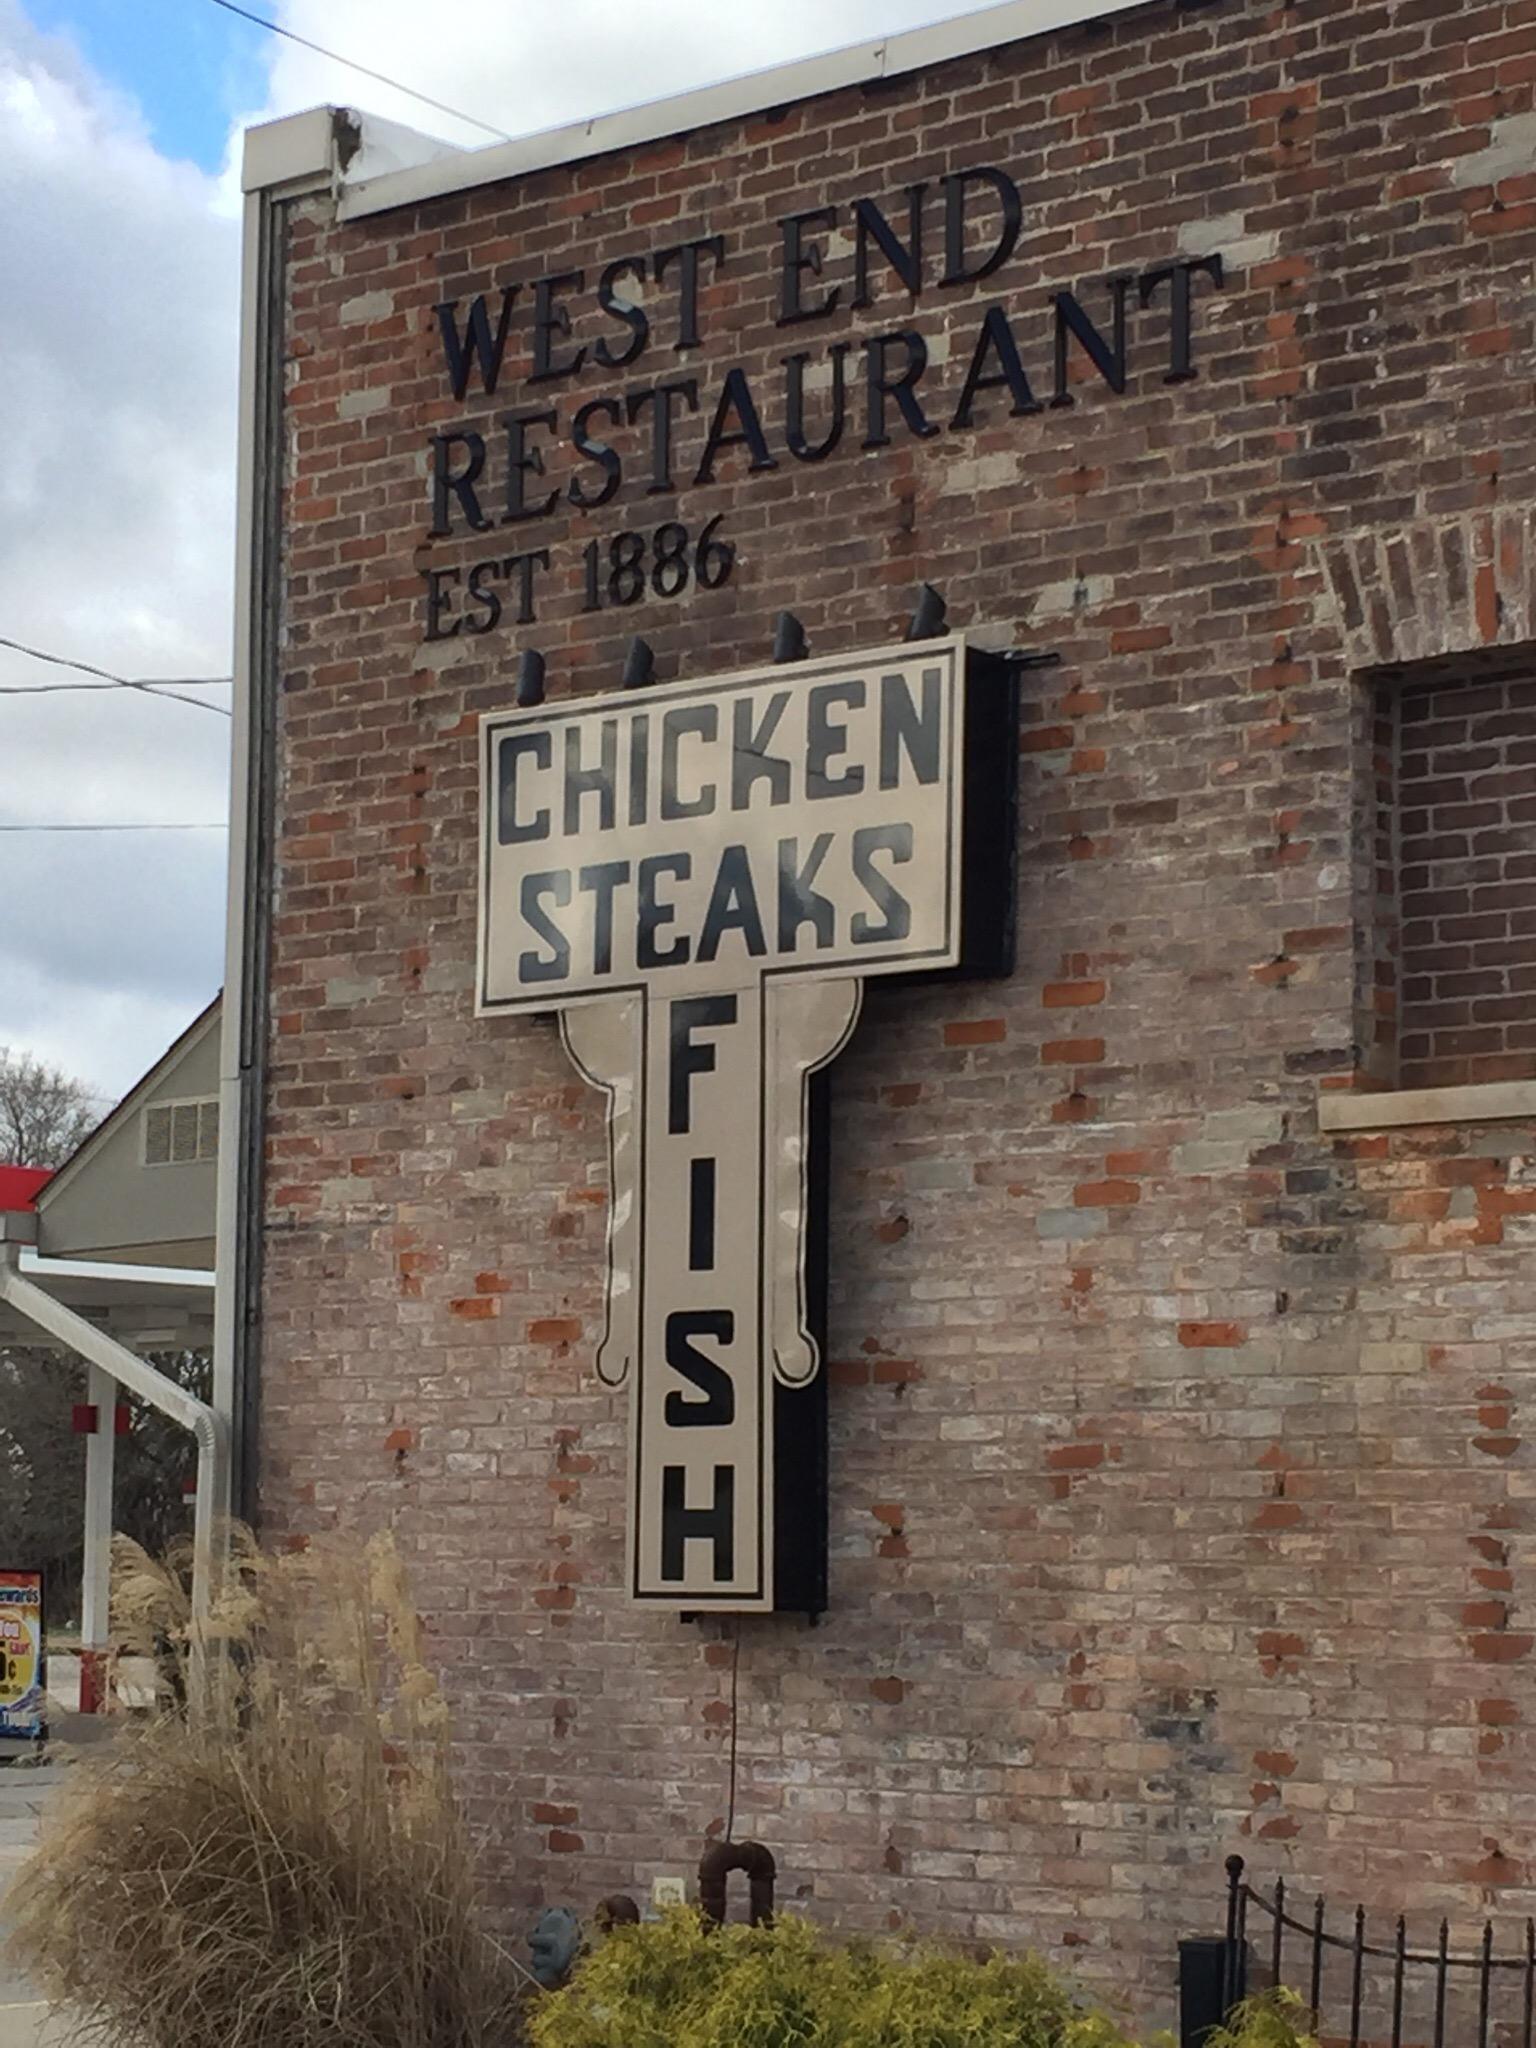 WEST END
RESTAURANT
EST 1886
CHICKEN
STEAKS
FISH